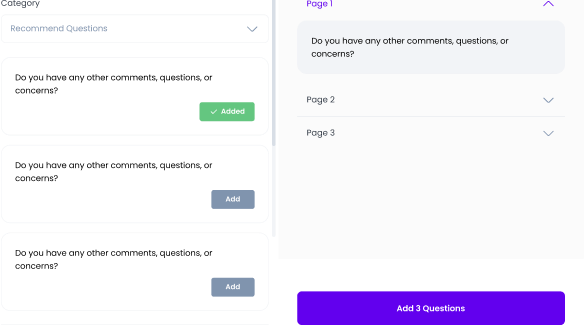 Category
Recommend Questions
Do you have any other comments, questions, or
concerns?
Added
Do you have any other comments, questions, or
concerns?
Add
Do you have any other comments, questions, or
concerns?
Add
Page 1
Do you have any other comments, questions, or
concerns?
Page 2
Page 3
Add 3 Questions